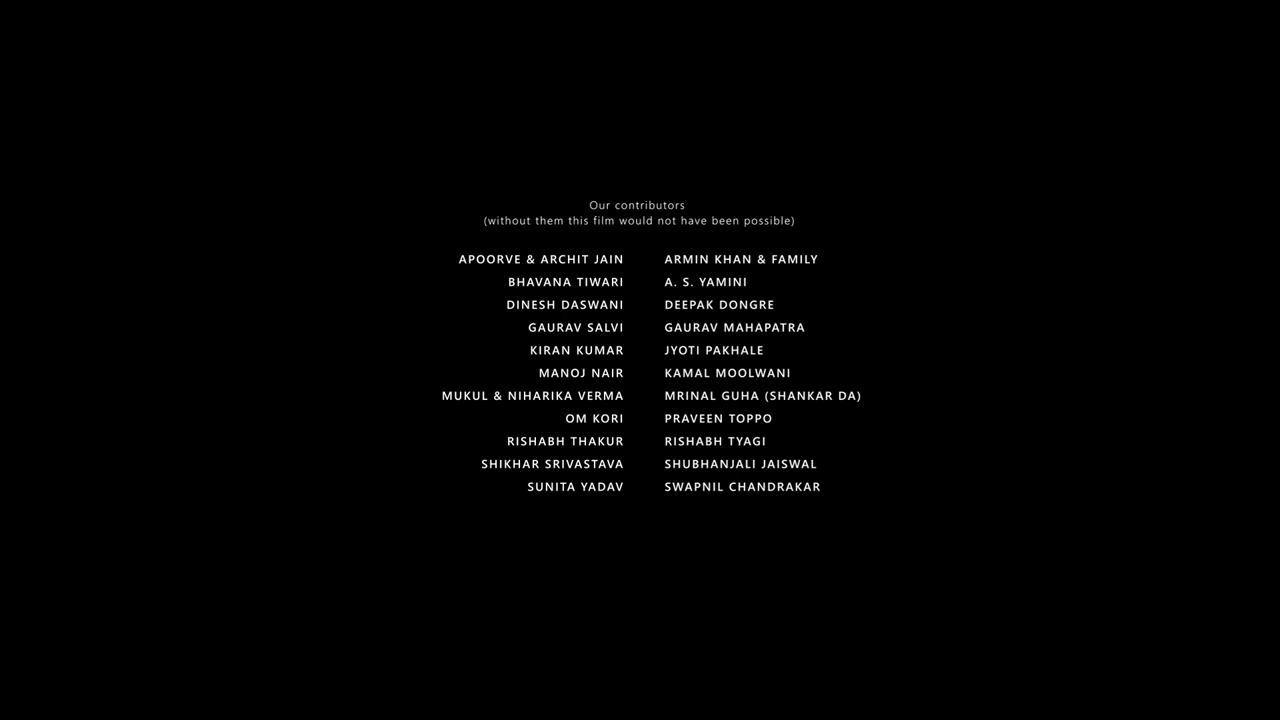 Our contributors
(without them this film would not have been possible)
APOORVE & ARCHIT JAIN ARMIN KHAN & FAMILY
BHAVANA TIWARI A. S. YAMINI
DINESH DASWANI DEEPAK DONGRE
GAURAV SALVI GAURAV MAHAPATRA
KIRAN KUMAR JYOTI PAKHALE
MANOJ NAIR KAMAL MOOLWANI
MUKUL & NIHARIKA VERMA MRINAL GUHA (SHANKAR DA)
OM KORI PRAVEEN TOPPO
RISHABH THAKUR RISHABH TYAGI
SHIKHAR SRIVASTAVA SHUBHANJALI JAISWAL
SUNITA YADAV SWAPNIL CHANDRAKAR